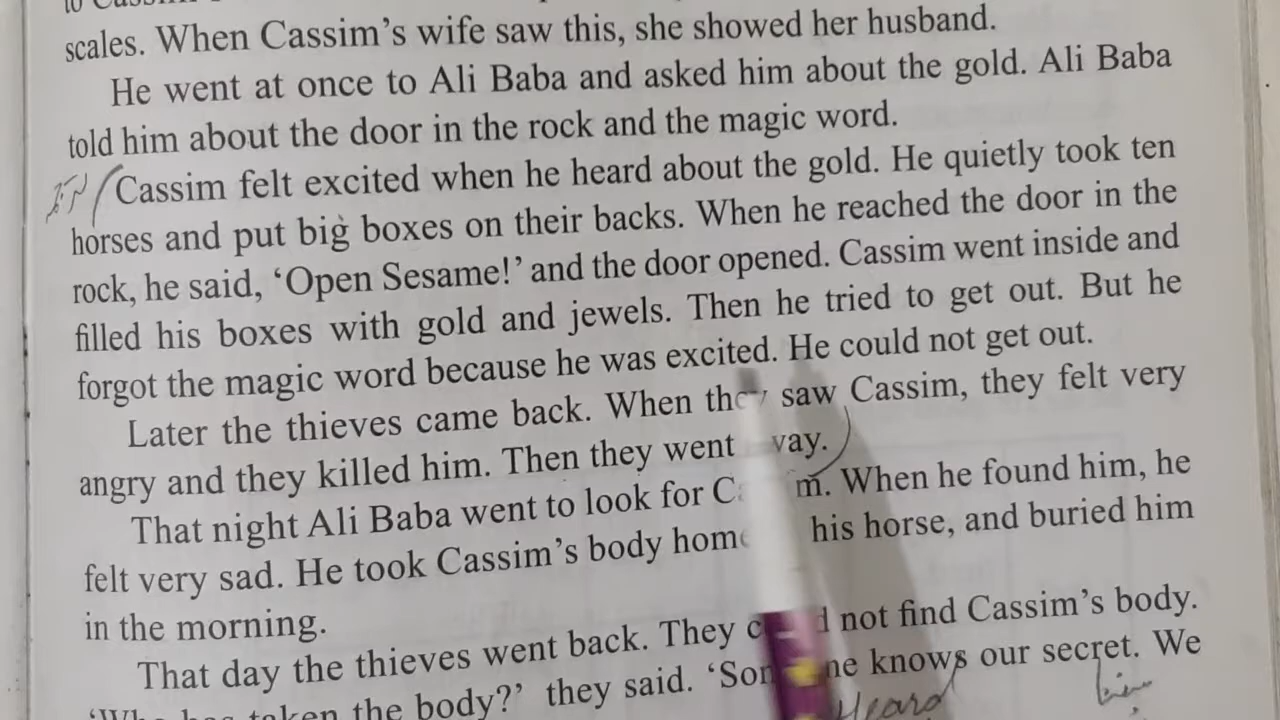 scales. When Cassim's wife saw this, she showed her husband.
He went at once to Ali Baba and asked him about the gold. Ali Baba
told him about the door in the rock and the magic word.
Cassim felt excited when he heard about the gold. He quietly took ten
horses and put big boxes on their backs. When he reached the door in the
rock, he said, 'Open Sesame!' and the door opened. Cassim went inside and
filled his boxes with gold and jewels. Then he tried to get out. But he
forgot the magic word because he was excited. He could not get out.
Later the thieves came back. When they saw Cassim, they felt very
angry and they killed him. Then they went
That night Ali Baba went to look for When he found him, he
felt very sad. He took Cassim's body his horse, and buried him
in the morning.
That day the thieves went back. They not find Cassim's body.
taken the body?' they said. knows our secret. We
Heard